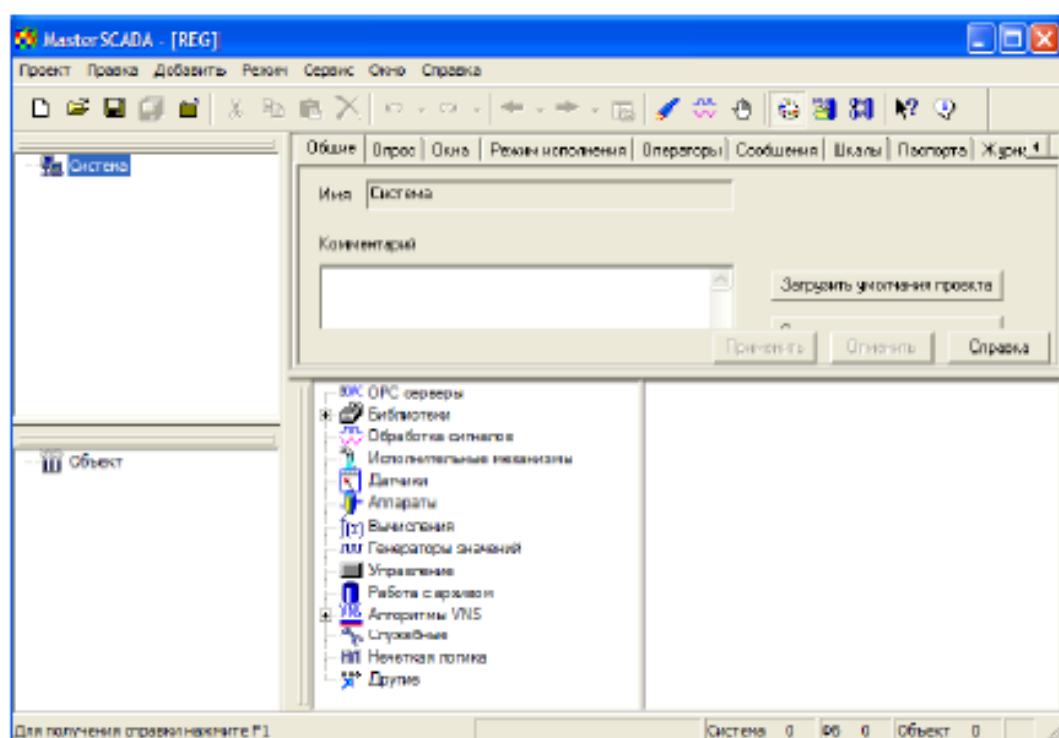 MasterSCADA - [REG]
Проект Правка Добавить Режим Сервис Окно Справка
Общие Опрос Окна Режим исполнения Операторы Сообщения Шкалы Паспорта Журн
Система
Имя Система
Комментарий
Загрузить умолчания проекта
Применить Отменить Справка
OPC серверы
Библиотеки
Обработка сигналов
Исполнительные механизмы
Объект
Датчики
Аппараты
Вычисления
Генераторы значений
Управление
Работа с архивом
Алгоритмы VNS
Служебные
Нечеткая логика
Другие
Для получения справки нажмите F1
Система 0 ФБ 0 Объект 0